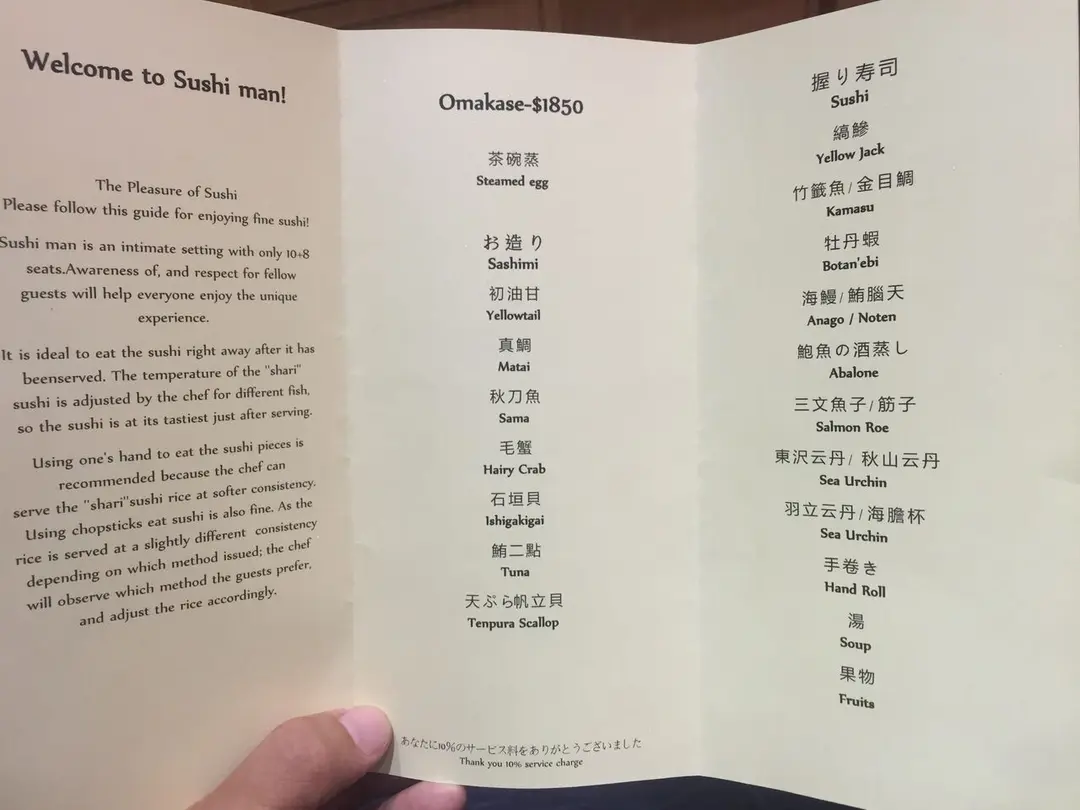 Welcome to Sushi man!
The Pleasure of Sushi
Please follow this guide for enjoying fine sushi!
Sushi man is an intimate setting with only 10+8
seats.Awareness of, and respect for fellow
guests will help everyone enjoy the unique
experience.
It is ideal to eat the sushi right away after it has
beenserved. The temperature of the "shari"
sushi is adjusted by the chef for different fish,
so the sushi is at its tastiest just after serving.
Using one's hand to eat the sushi pieces is
recommended because the chef can
serve the "shari"sushi rice at softer consistency.
Using chopsticks eat sushi is also fine. As the
rice is served at a slightly different consistency
depending on which method issued; the chef
will observe which method the guests prefer,
and adjust the rice accordingly.
Omakase-$1850
茶碗蒸
Steamed egg
お造り
Sashimi
初油甘
Yellowtail
真鯛
Matai
秋刀魚
Sama
毛蟹
Hairy Crab
石垣貝
Ishigakigai
鮪二點
Tuna
天ぷら帆立貝
Tenpura Scallop
あなたに10%のサービス料をありがとうございました
Thank you 10% service charge
握り寿司
Sushi
縞鰺
Yellow Jack
竹籤魚/金目鯛
Kamasu
牡丹蝦
Botan'ebi
海鰻/鮪腦天
Anago / Noten
鮑魚の酒蒸し
Abalone
三文魚子/筋子
Salmon Roe
東沢云丹/ 秋山云丹
Sea Urchin
羽立云丹/海膽杯
Sea Urchin
手巻き
Hand Roll
湯
Soup
果物
Fruits